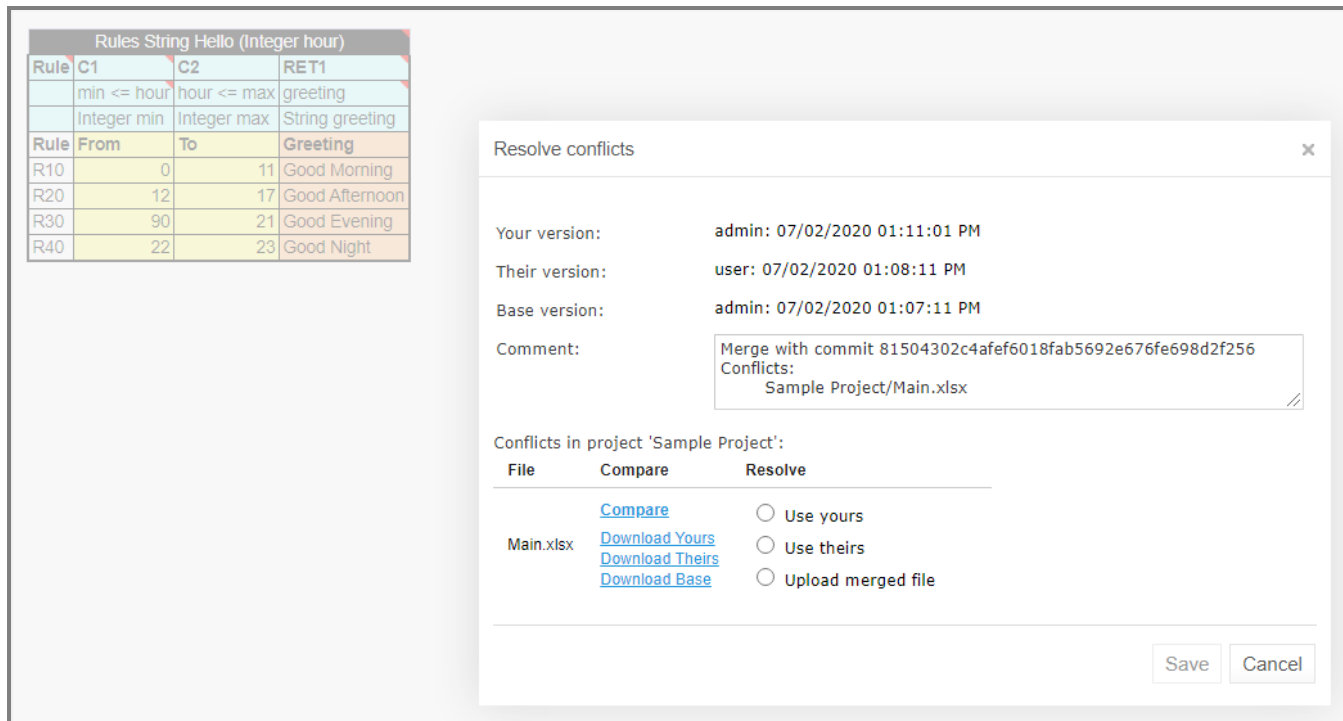 Rules String Hello (Integer hour)
Rule C1 C2 RET1
min <= hour hour <= max greeting
Integer min Integer max String greeting
Rule From To Greeting
R10 0 11 Good Morning
R20 12 17 Good Afternoon
R30 90 21 Good Evening
R40 22 23 Good Night
Resolve conflicts ×
Your version: admin: 07/02/2020 01:11:01 PM
Their version: user: 07/02/2020 01:08:11 PM
Base version: admin: 07/02/2020 01:07:11 PM
Comment: Merge with commit 81504302c4afef6018fab5692e676fe698d2f256
Conflicts:
Sample Project/Main.xlsx
Conflicts in project 'Sample Project':
File Compare Resolve
Compare Use yours
Main.xlsx Download Yours
Download Theirs Use theirs
Download Base Upload merged file
Save Cancel